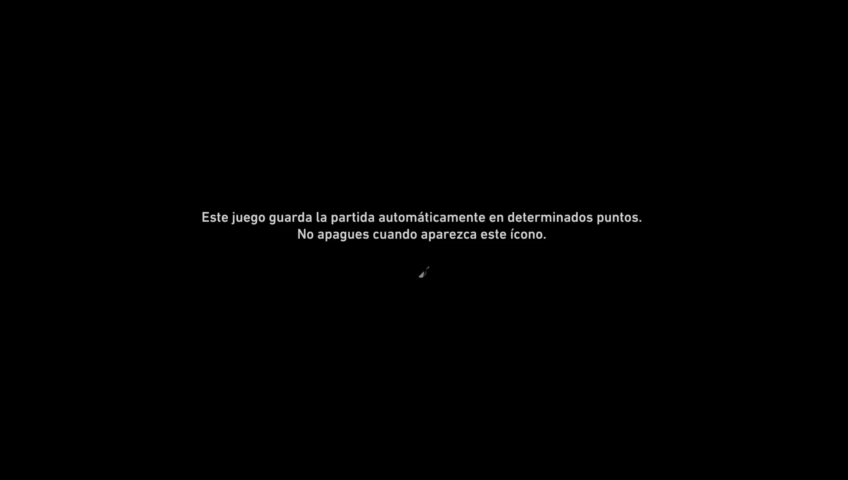 Este juego guarda la partida automáticamente en determinados puntos.
No apagues cuando aparezca este ícono.